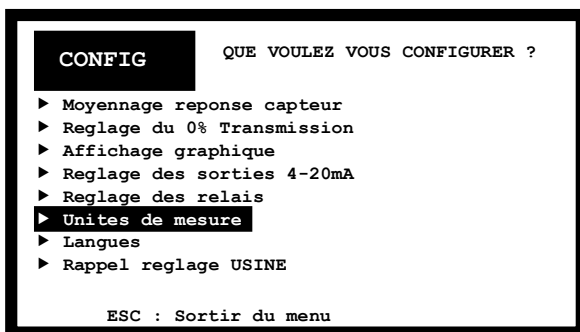 CONFIG
QUE VOULEZ VOUS CONFIGURER ?
Moyennage reponse capteur
Reglage du 0% Transmission
Affichage graphique
Reglage des sorties 4-20mA
Reglage des relais
Unites de mesure
Langues
Rappel reglage USINE
ESC : Sortir du menu